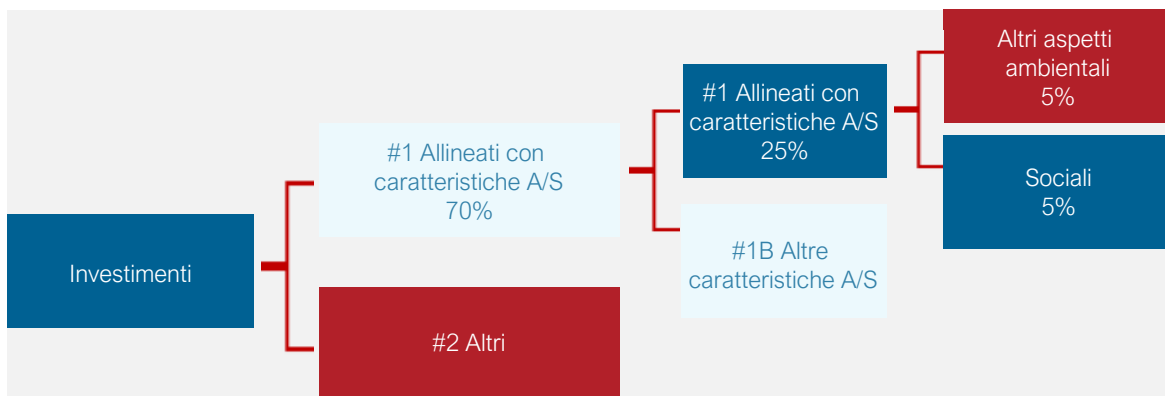 Investimenti
#1 Allineati con
caratteristiche A/S
70%
#2 Altri
#1 Allineati con
caratteristiche A/S
25%
#1B Altre
caratteristiche A/S
Altri aspetti
ambientali
5%
Sociali
5%